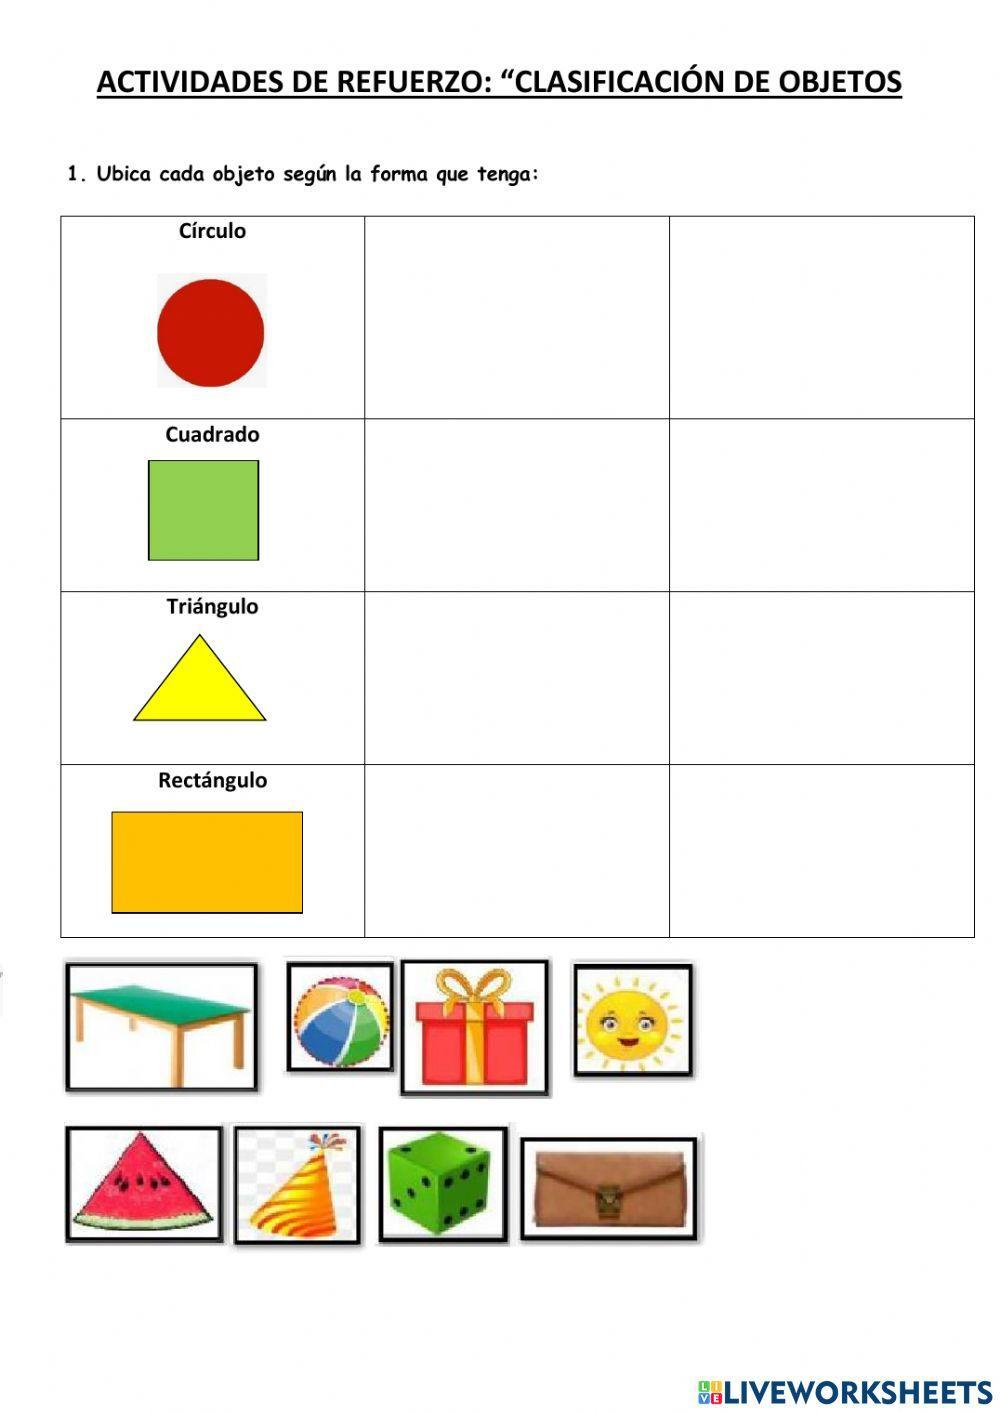 ACTIVIDADES DE REFUERZO: “CLASIFICACIÓN DE OBJETOS
1. Ubica cada objeto según la forma que tenga:
Círculo
Cuadrado
Triángulo
Rectángulo
LIVE LIVEWORKSHEETS